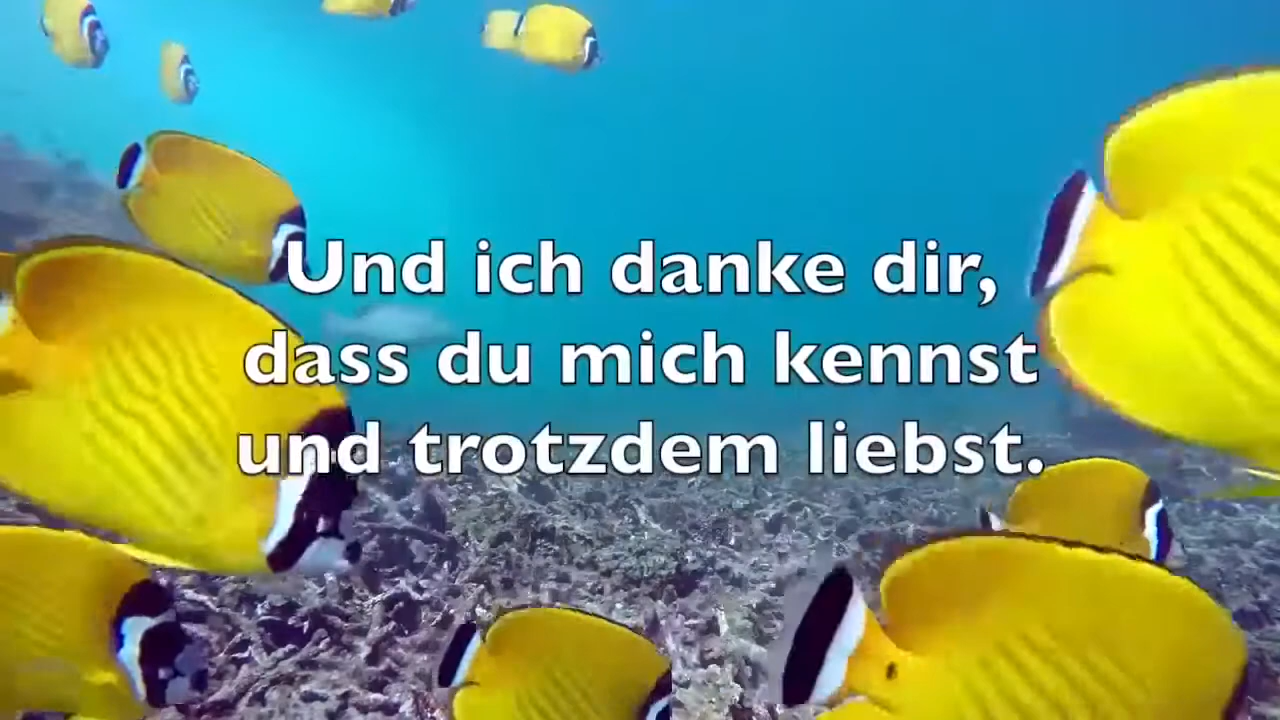 Und ich danke dir,
dass du mich kennst
und trotzdem liebst.